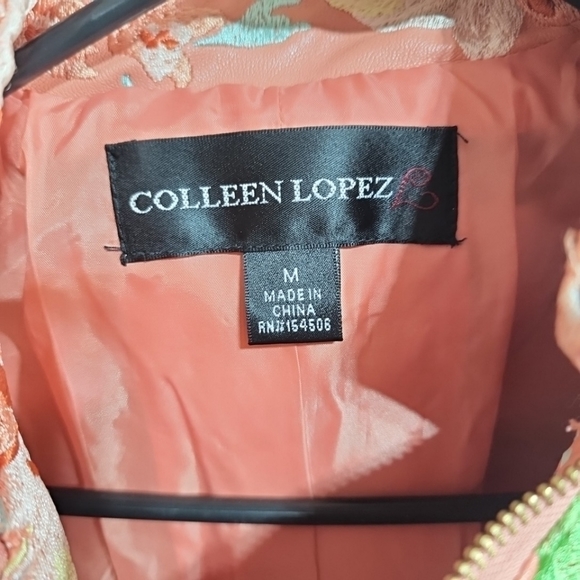 COLLEEN LOPEZ
M
MADE IN
CHINA
RN#154506